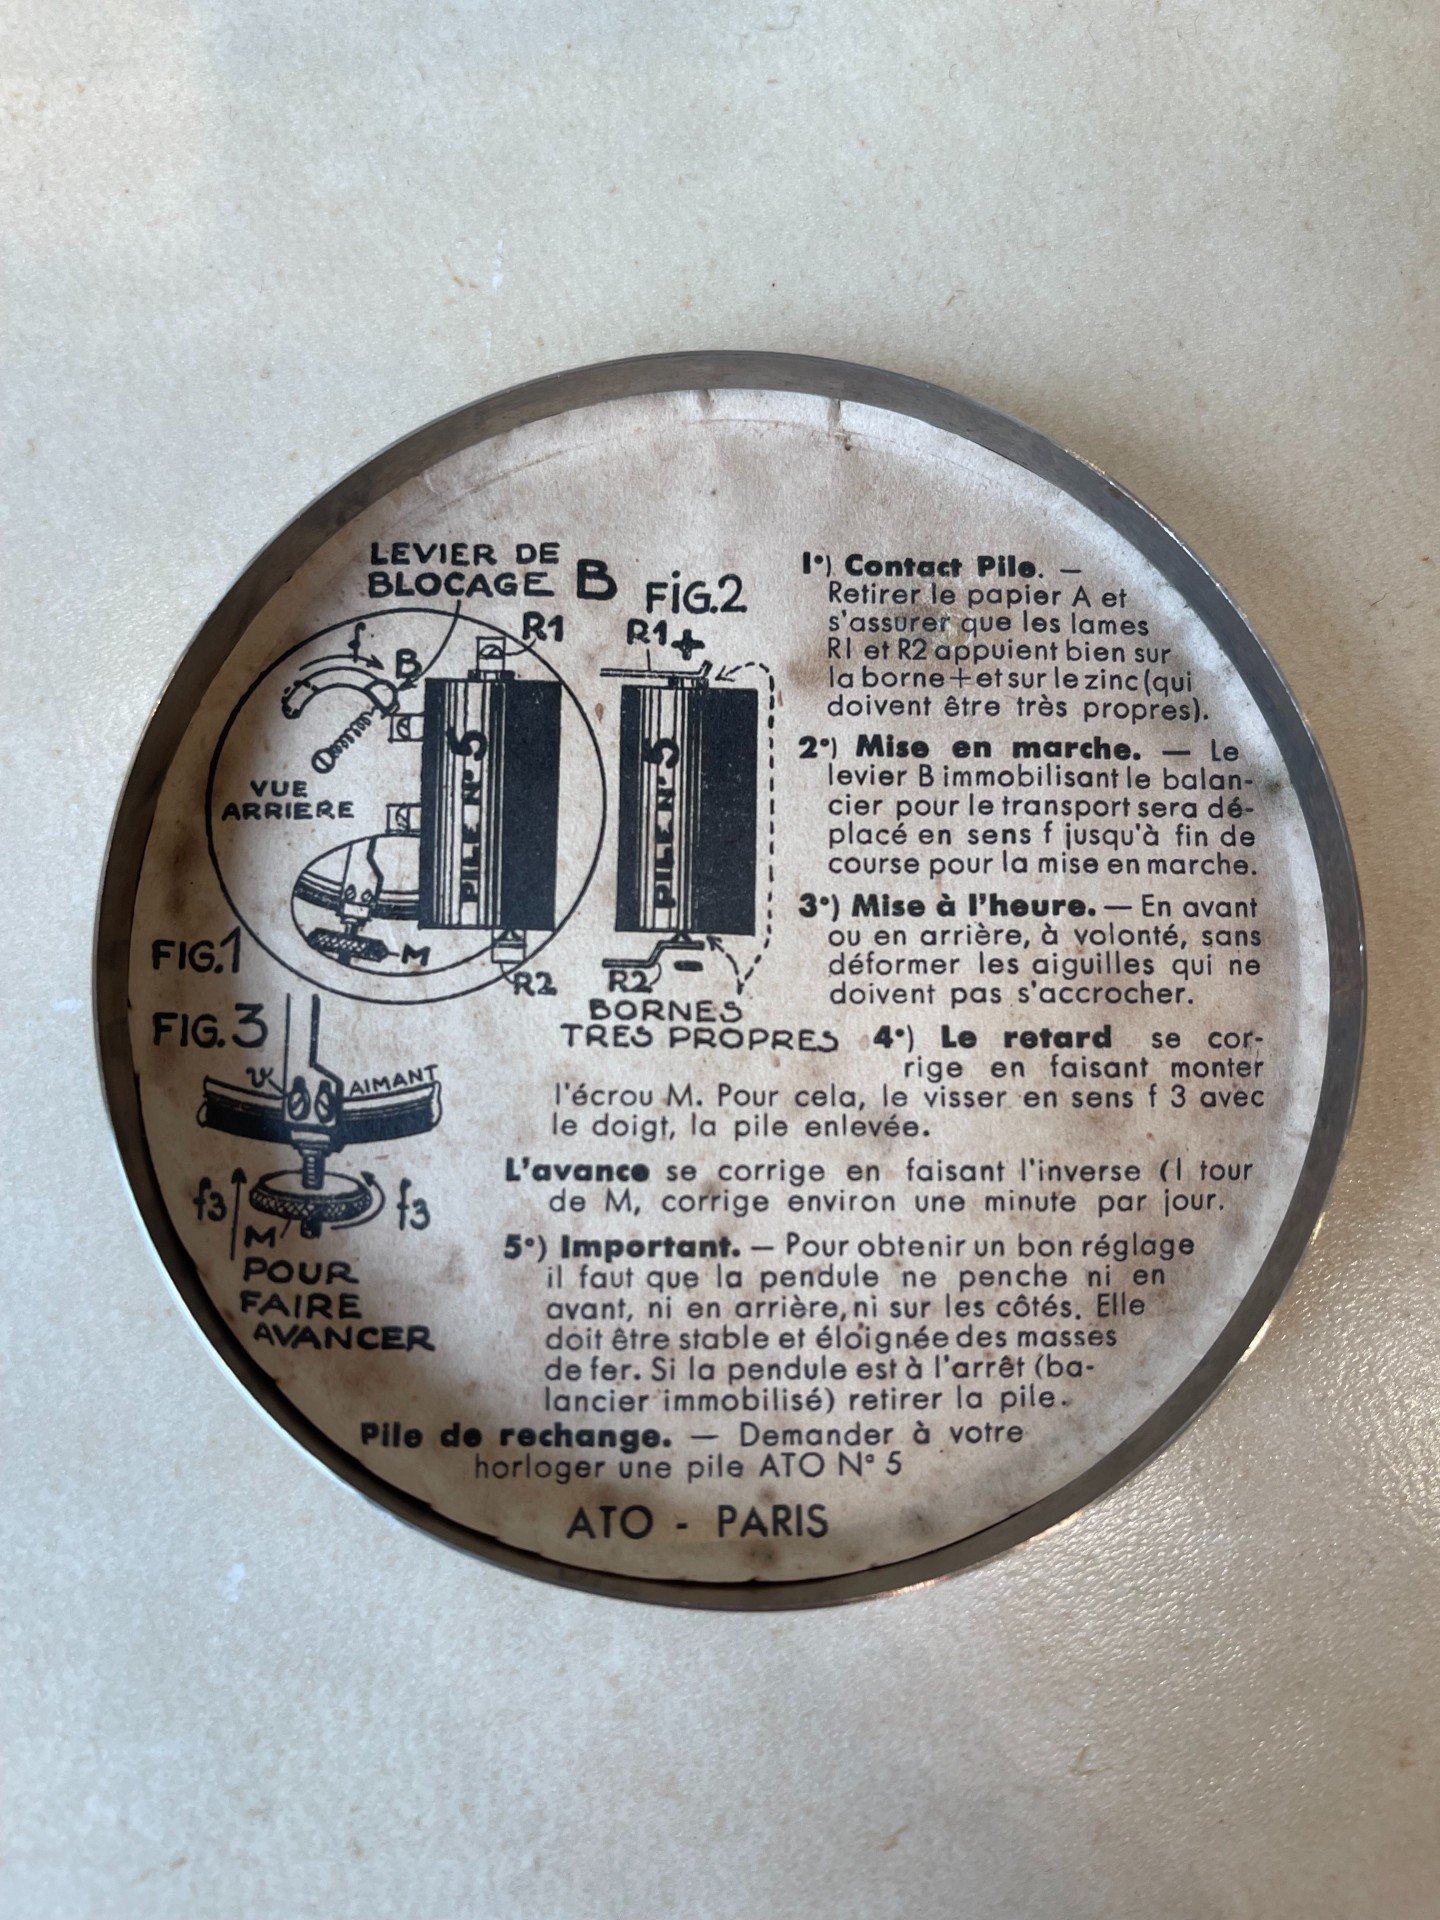 LEVIER DE
BLOCAGE B
FIG.2
R1
R1 +
f
B
PILE N° 5
PILE N° 5
VUE
ARRIERE
M
FIG.1
R2
R2 -
BORNES
TRES PROPRES
FIG.3
v
AIMANT
f3
f3
M
POUR
FAIRE
AVANCER
1°) Contact Pile. —
Retirer le papier A et
s'assurer que les lames
R1 et R2 appuient bien sur
la borne + et sur le zinc (qui
doivent être très propres).
2°) Mise en marche. — Le
levier B immobilisant le balan-
cier pour le transport sera dé-
placé en sens f jusqu'à fin de
course pour la mise en marche.
3°) Mise à l'heure. — En avant
ou en arrière, à volonté, sans
déformer les aiguilles qui ne
doivent pas s'accrocher.
4°) Le retard se cor-
rige en faisant monter
l'écrou M. Pour cela, le visser en sens f 3 avec
le doigt, la pile enlevée.
L'avance se corrige en faisant l'inverse (1 tour
de M, corrige environ une minute par jour.
5°) Important. — Pour obtenir un bon réglage
il faut que la pendule ne penche ni en
avant, ni en arrière, ni sur les côtés. Elle
doit être stable et éloignée des masses
de fer. Si la pendule est à l'arrêt (ba-
lancier immobilisé) retirer la pile.
Pile de rechange. — Demander à votre
horloger une pile ATO N° 5
ATO - PARIS